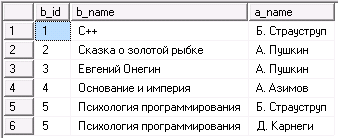 b_id b_name a_name
1 1 C++ Б. Страуструп
2 2 Сказка о золотой рыбке А. Пушкин
3 3 Евгений Онегин А. Пушкин
4 4 Основание и империя А. Азимов
5 5 Психология программирования Б. Страуструп
6 5 Психология программирования Д. Карнеги